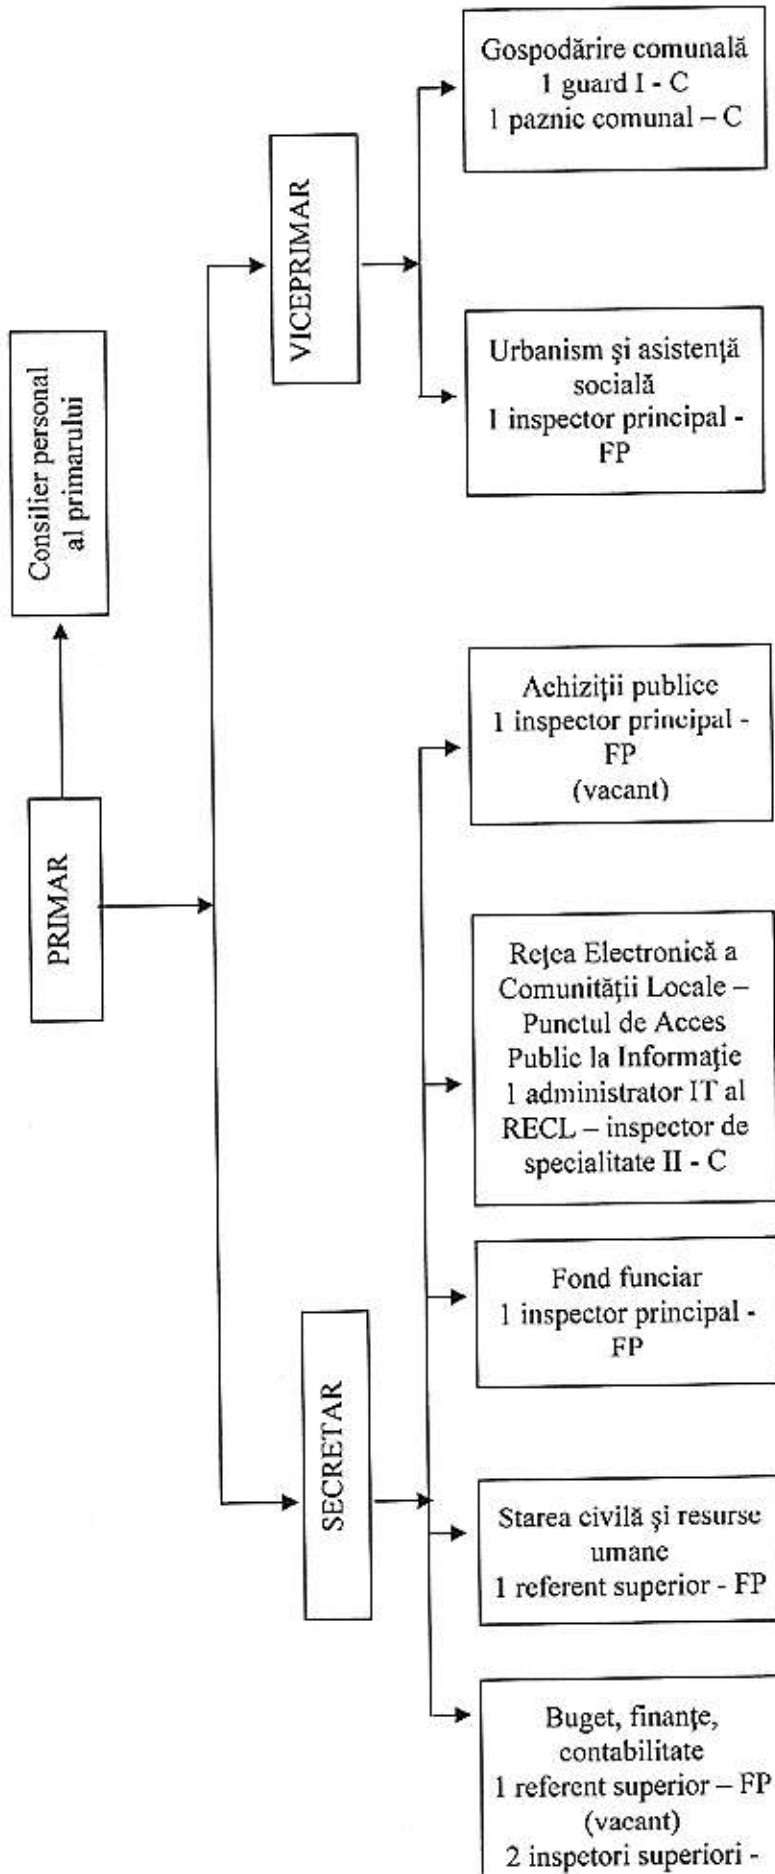 Gospodărire comunală
1 guard I - C
1 paznic comunal – C
VICEPRIMAR
Urbanism şi asistenţă
socială
1 inspector principal -
FP
Consilier personal
al primarului
PRIMAR
Achiziţii publice
1 inspector principal -
FP
(vacant)
Reţea Electronică a
Comunităţii Locale –
Punctul de Acces
Public la Informaţie
1 administrator IT al
RECL – inspector de
specialitate II - C
Fond funciar
1 inspector principal -
FP
SECRETAR
Starea civilă şi resurse
umane
1 referent superior - FP
Buget, finanţe,
contabilitate
1 referent superior – FP
(vacant)
2 inspetori superiori -